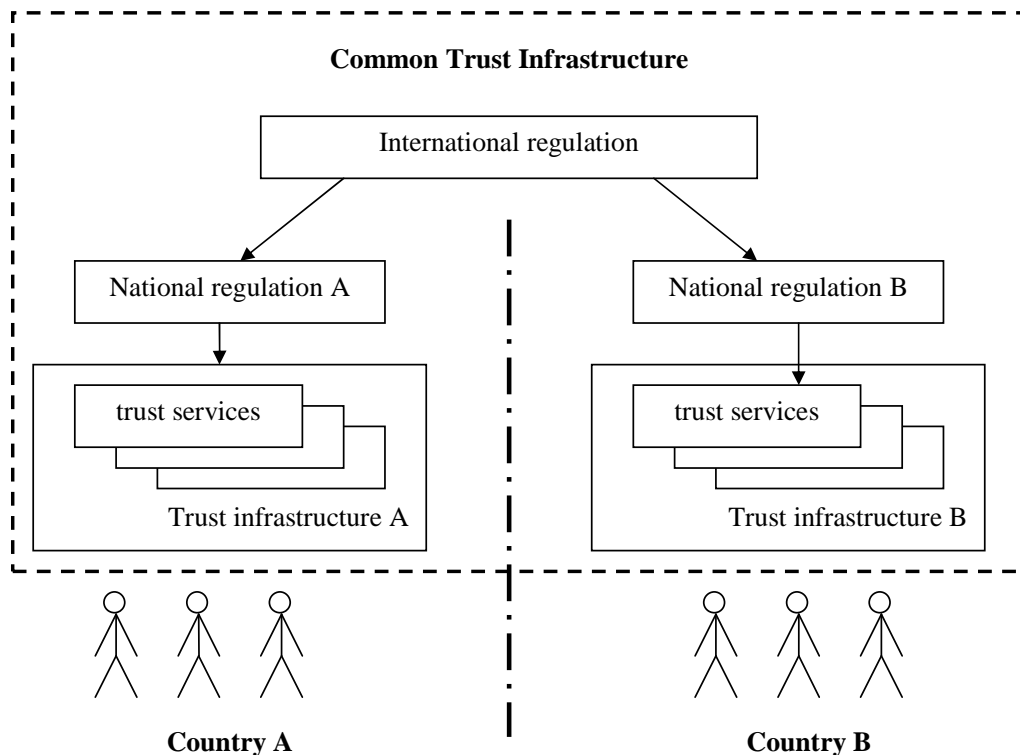 Common Trust Infrastructure
International regulation
National regulation A
National regulation B
trust services
trust services
Trust infrastructure A
Trust infrastructure B
Country A
Country B